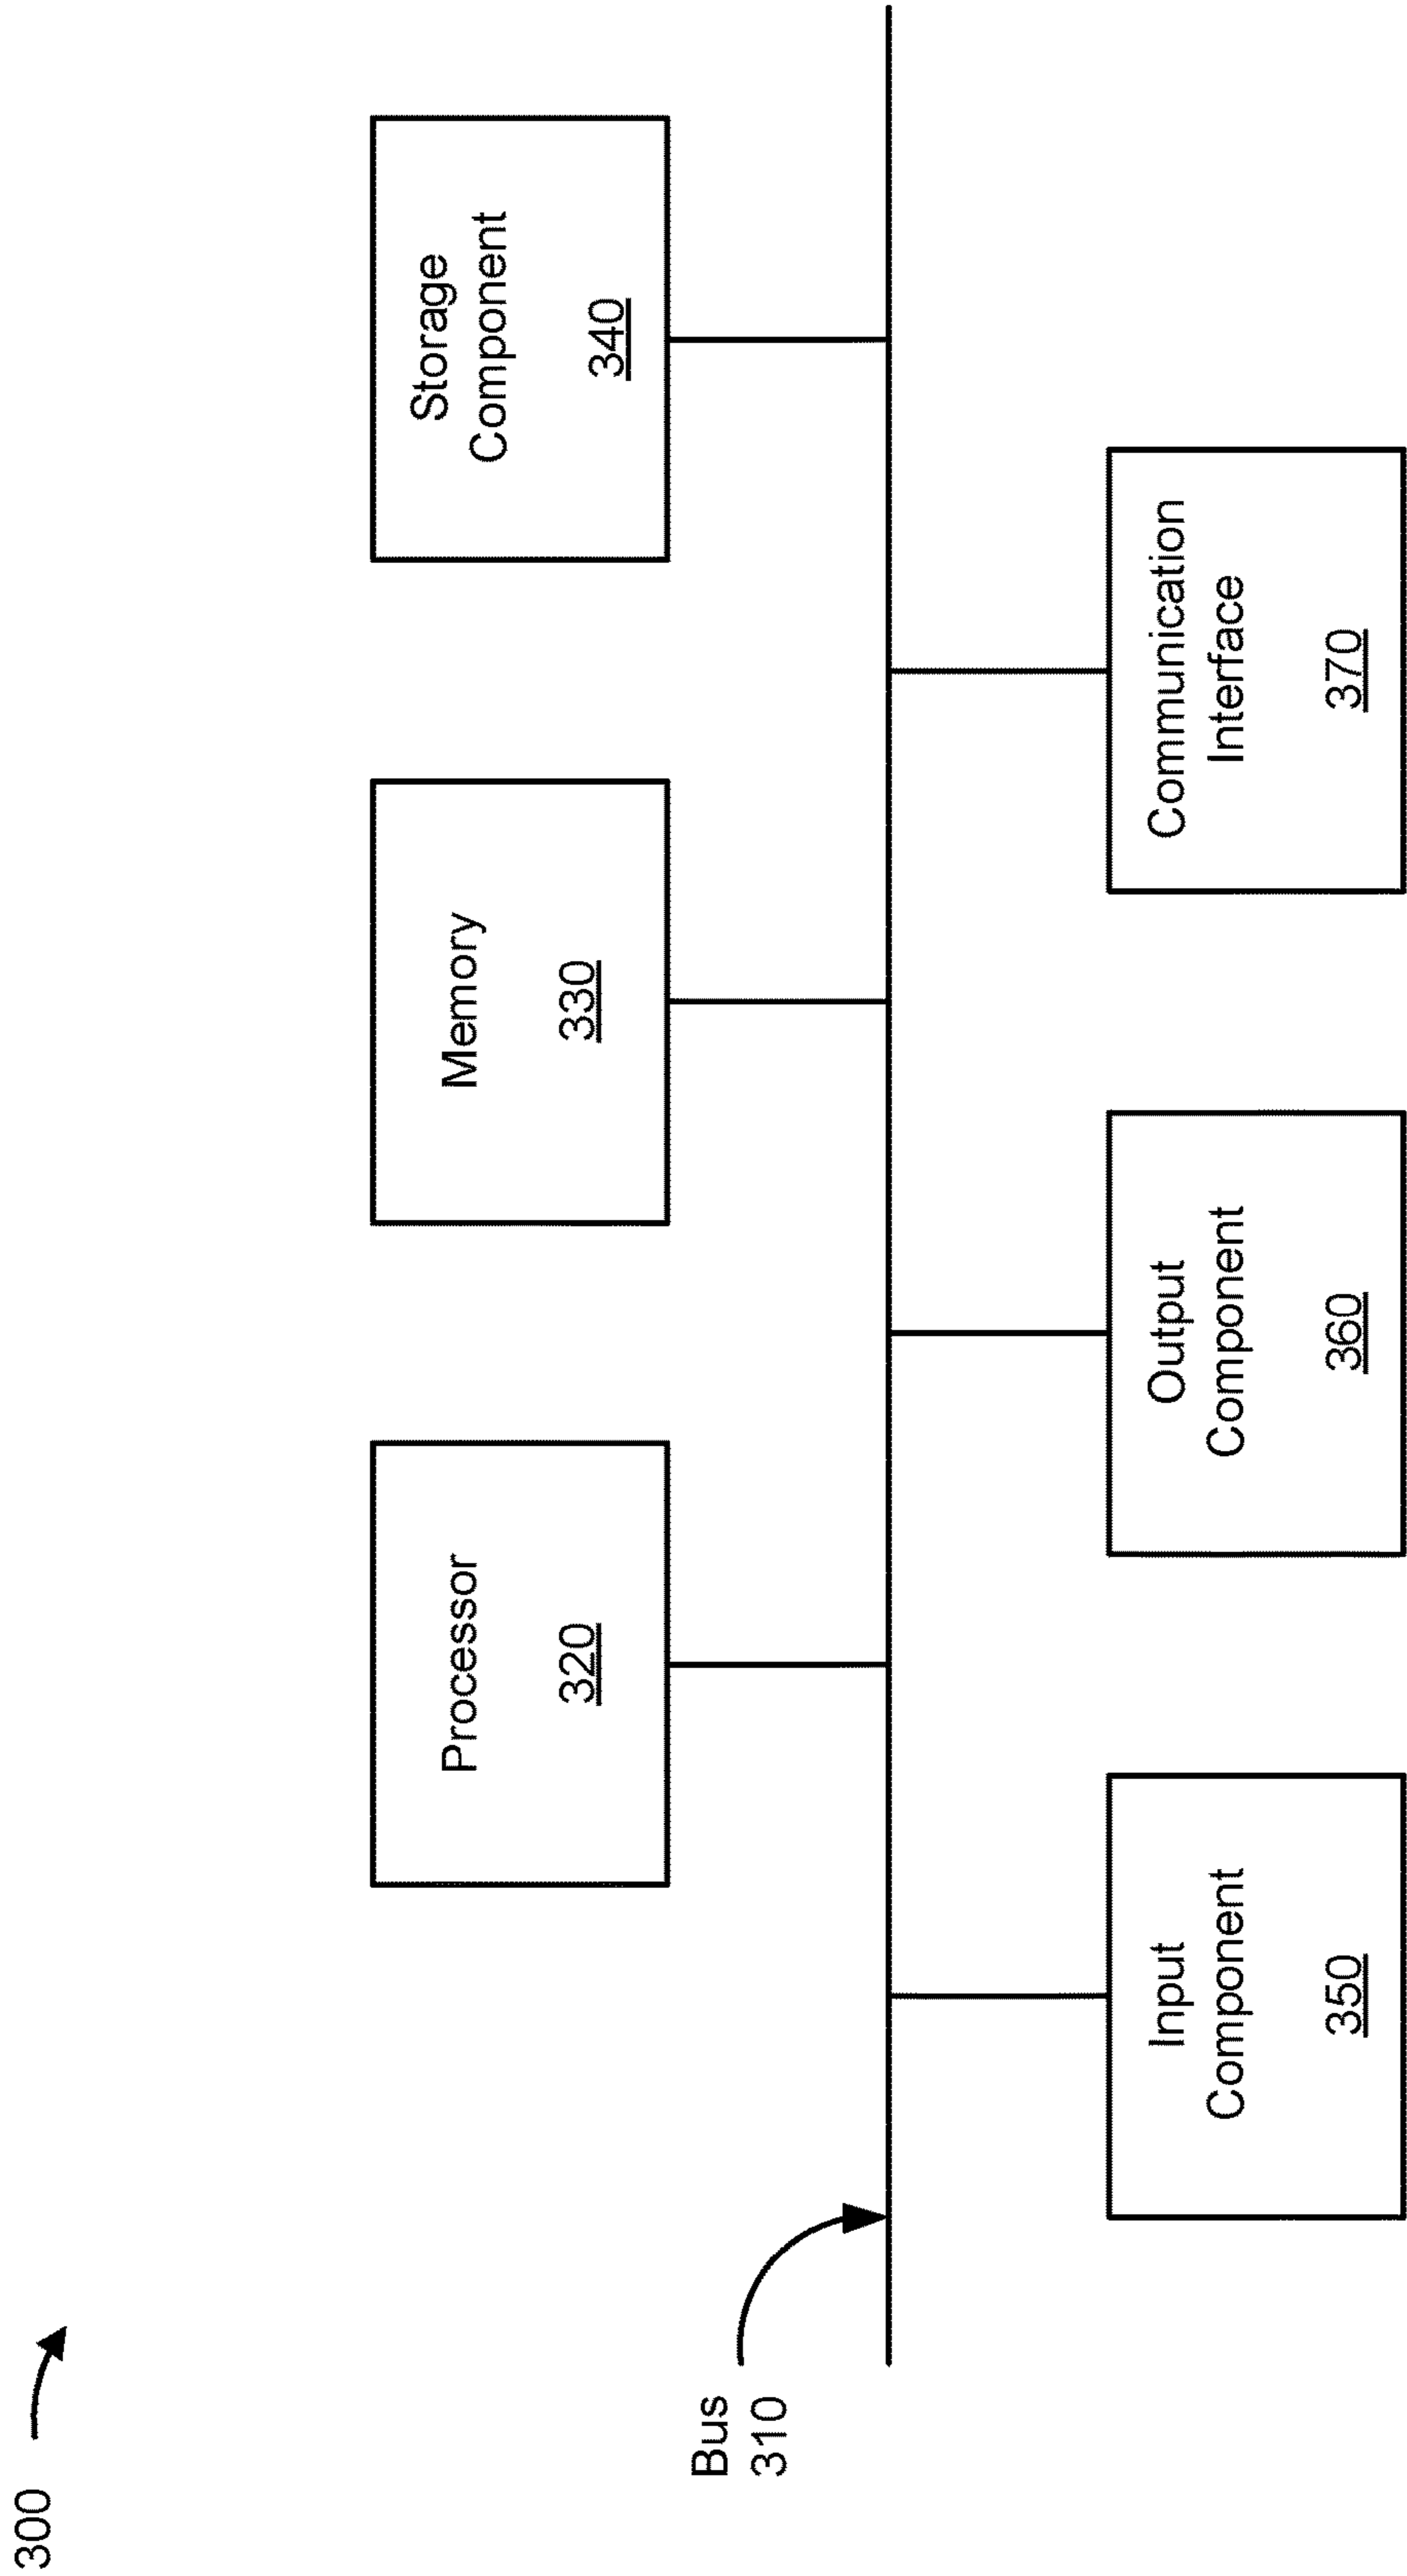 300
Bus
310
Processor
320
Memory
330
Storage
Component
340
Input
Component
350
Output
Component
360
Communication
Interface
370